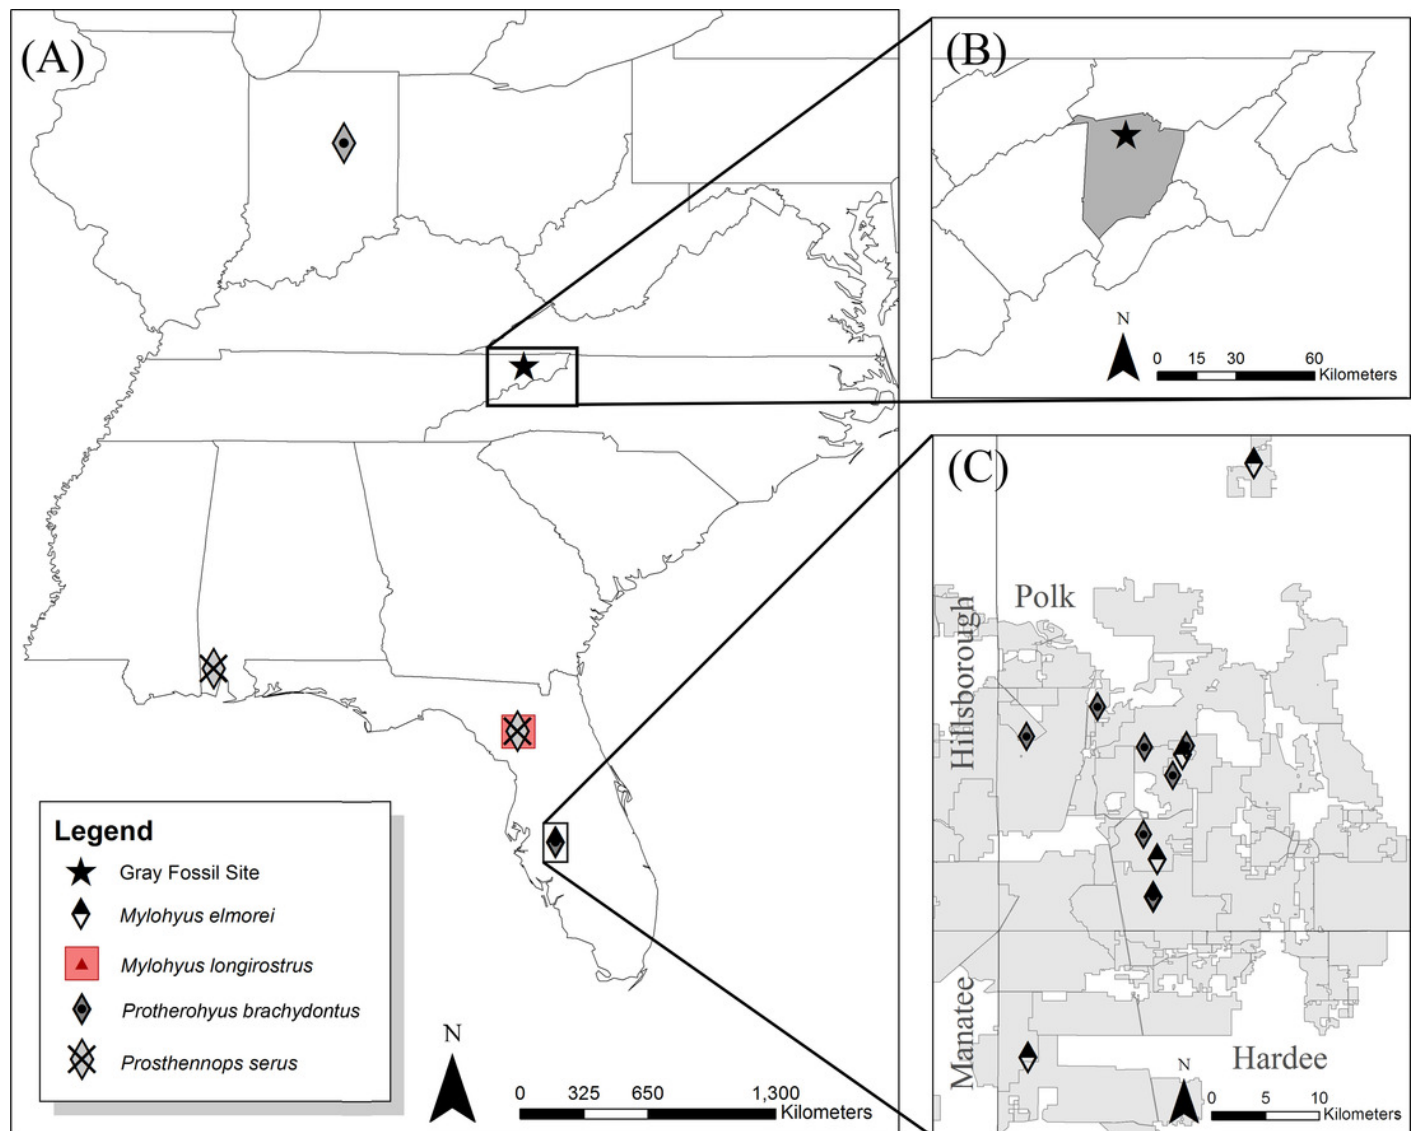 (A)
Legend
Gray Fossil Site
Mylohyus elmorei
Mylohyus longirostrus
Protherohyus brachydontus
Prosthennops serus
N
0 325 650 1,300
Kilometers
(B)
N
0 15 30 60
Kilometers
(C)
Polk
Hillsborough
Manatee
Hardee
N
0 5 10
Kilometers